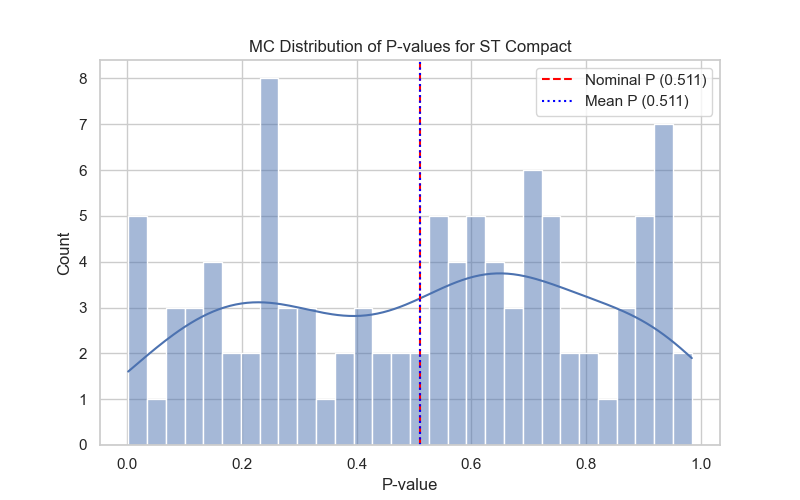 MC Distribution of P-values for ST Compact
Nominal P (0.511)
Mean P (0.511)
8
7
6
5
4
3
2
1
0
Count
0.0 0.2 0.4 0.6 0.8 1.0
P-value